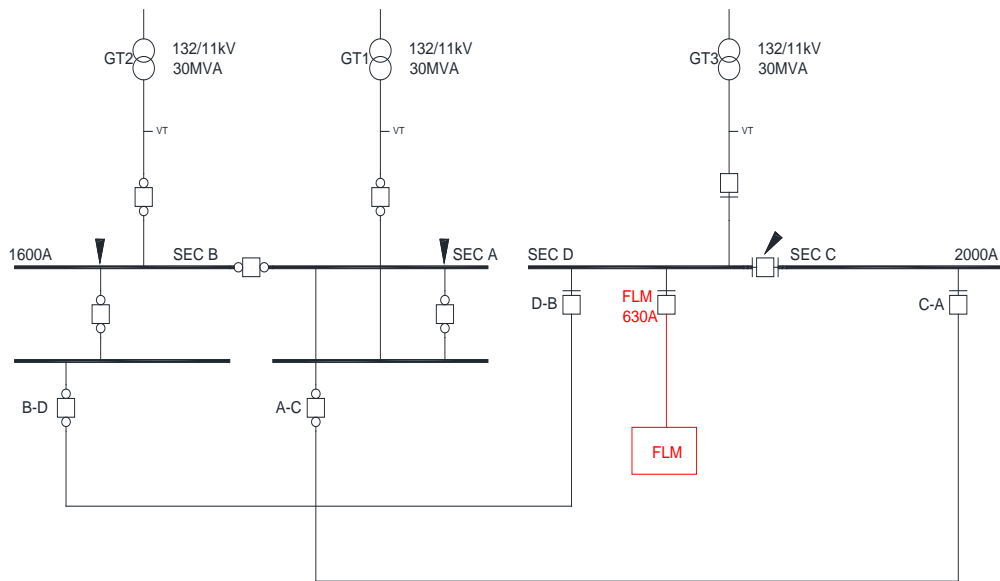 GT2
132/11kV
30MVA
GT1
132/11kV
30MVA
GT3
132/11kV
30MVA
VT
VT
VT
1600A
SEC B
SEC A
SEC D
SEC C
2000A
D-B
FLM
630A
C-A
B-D
A-C
FLM